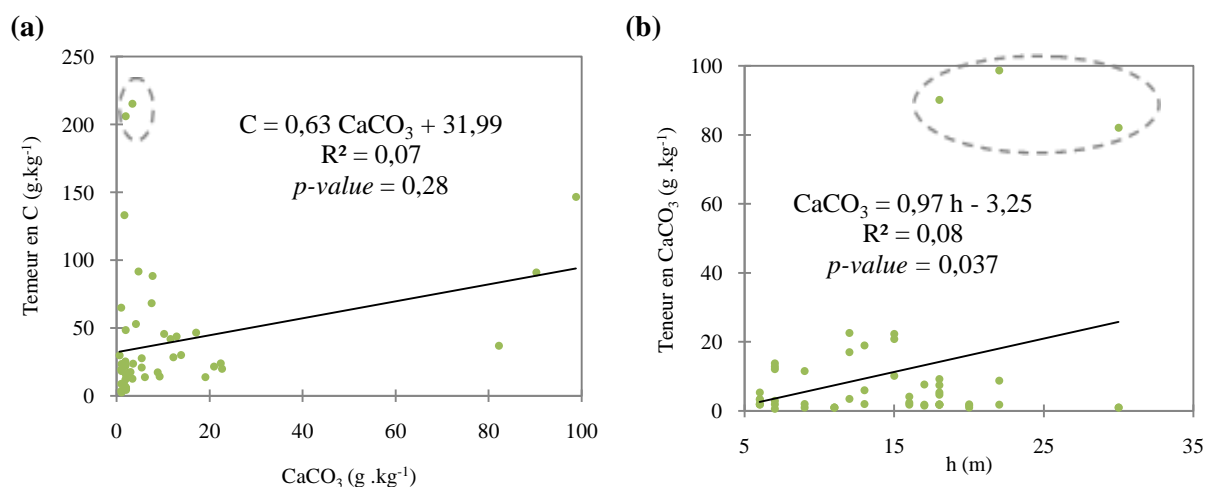 (a)
250
200
150
100
50
0
Temeur en C (g.kg⁻¹)
C = 0,63 CaCO₃ + 31,99
R² = 0,07
p-value = 0,28
0 20 40 60 80 100
CaCO₃ (g .kg⁻¹)
(b)
100
80
60
40
20
0
Teneur en CaCO₃ (g .kg⁻¹)
CaCO₃ = 0,97 h - 3,25
R² = 0,08
p-value = 0,037
5 15 25 35
h (m)